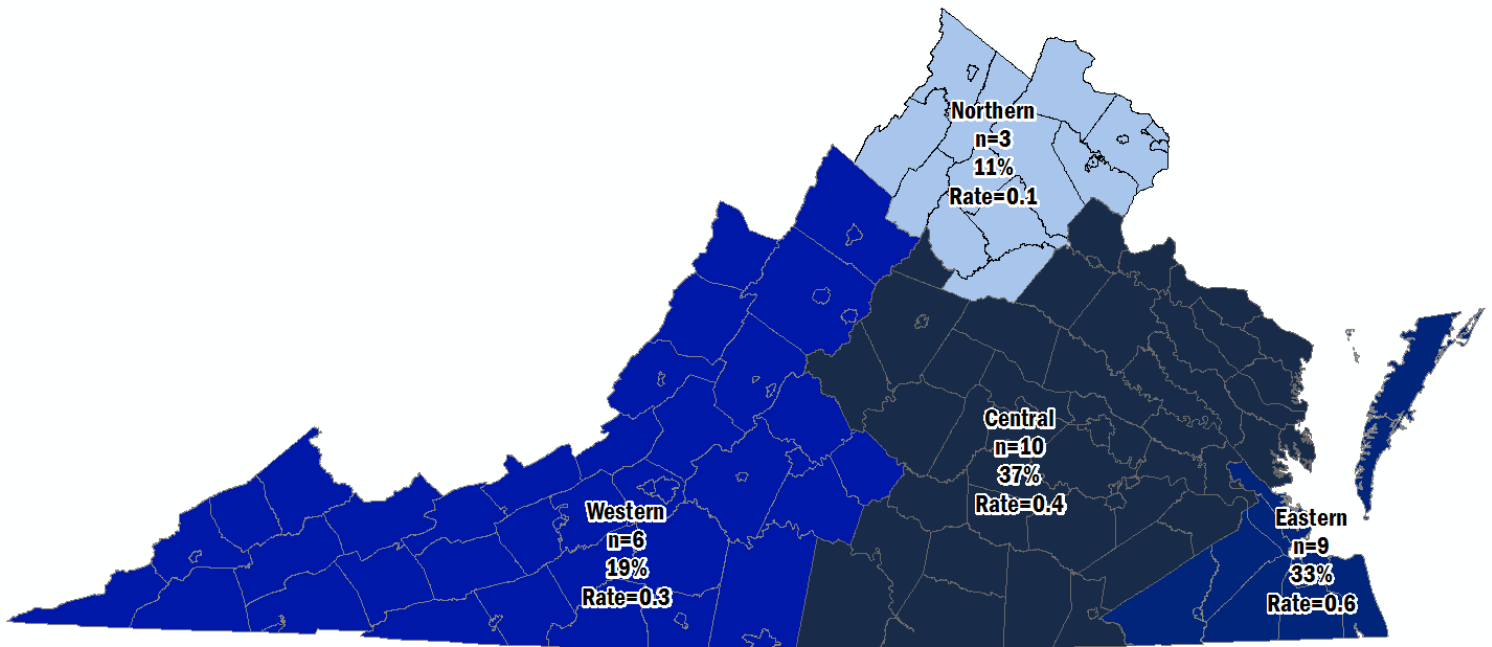 Northern
n=3
11%
Rate=0.1
Central
n=10
37%
Rate=0.4
Western
n=6
19%
Rate=0.3
Eastern
n=9
33%
Rate=0.6